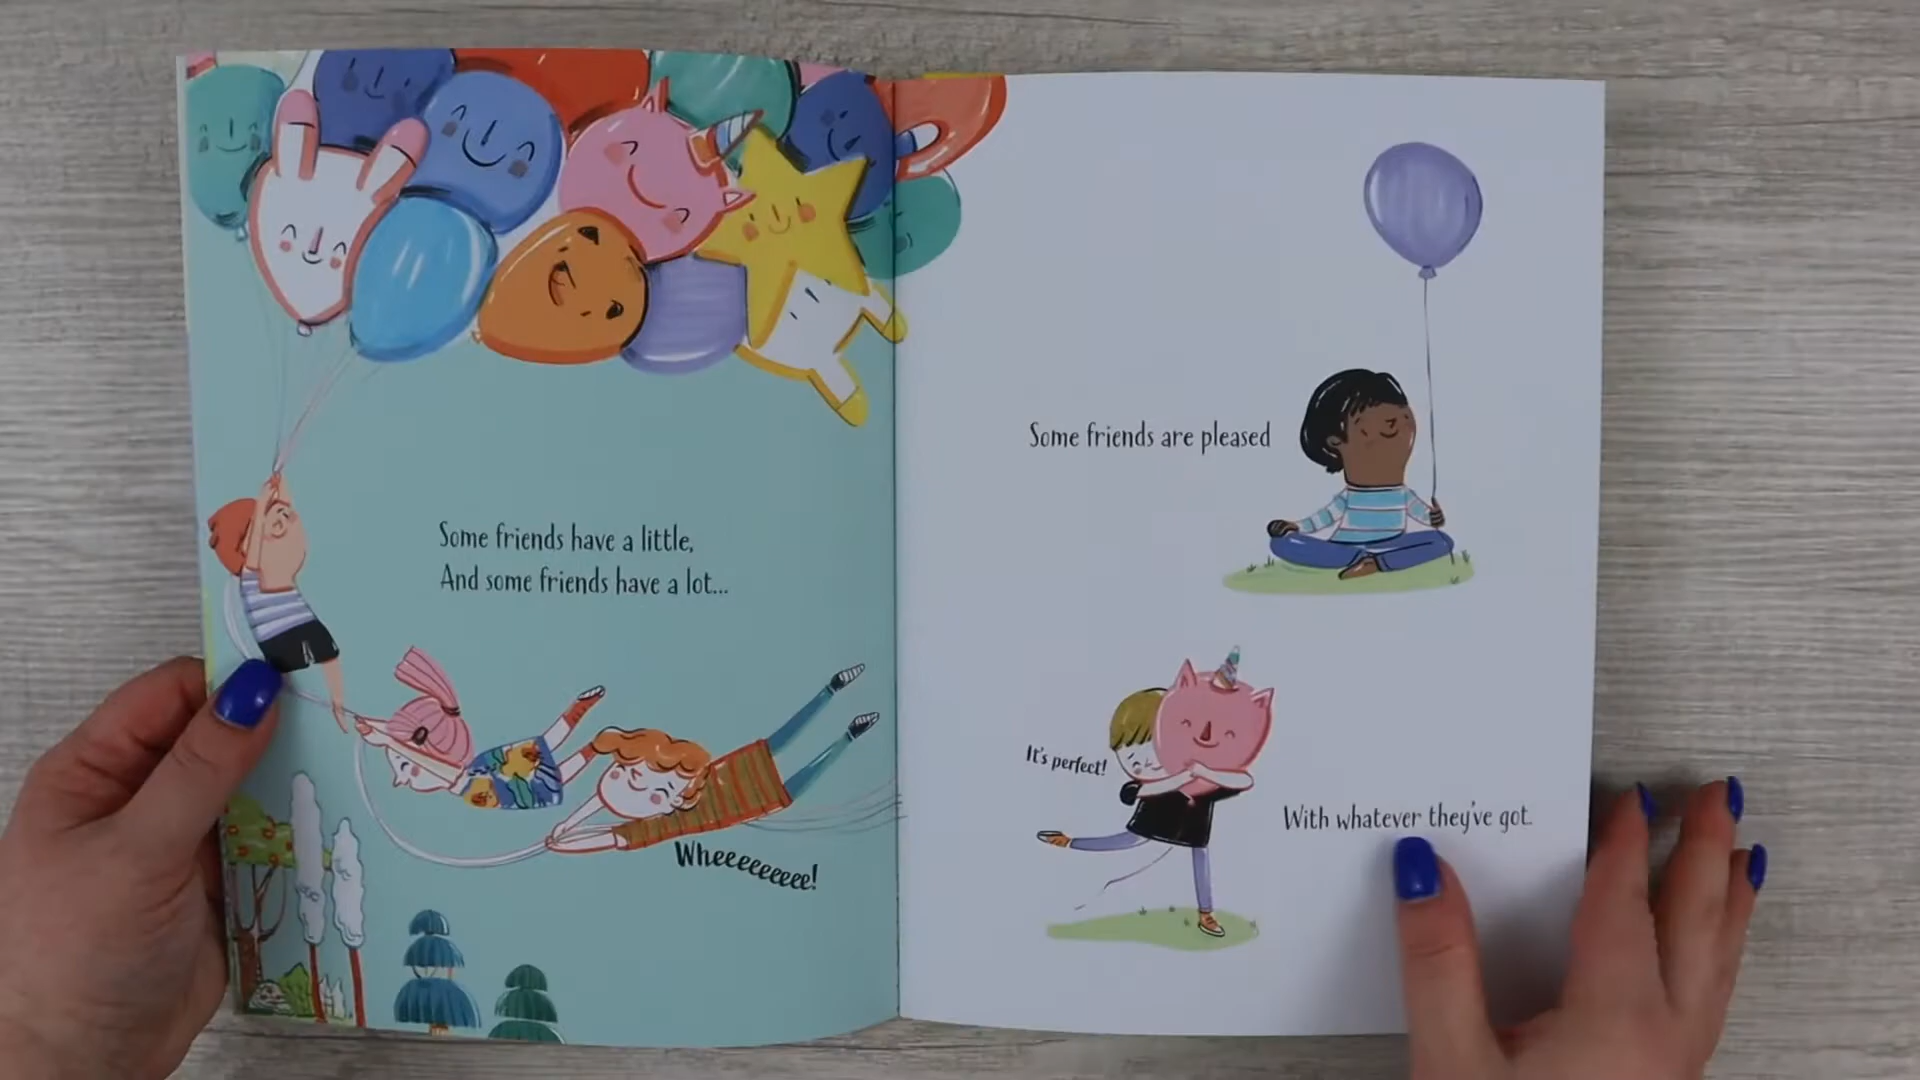 Some friends have a little,
And some friends have a lot...
Wheeeeeeeee!
Some friends are pleased
It's perfect!
With whatever they've got.